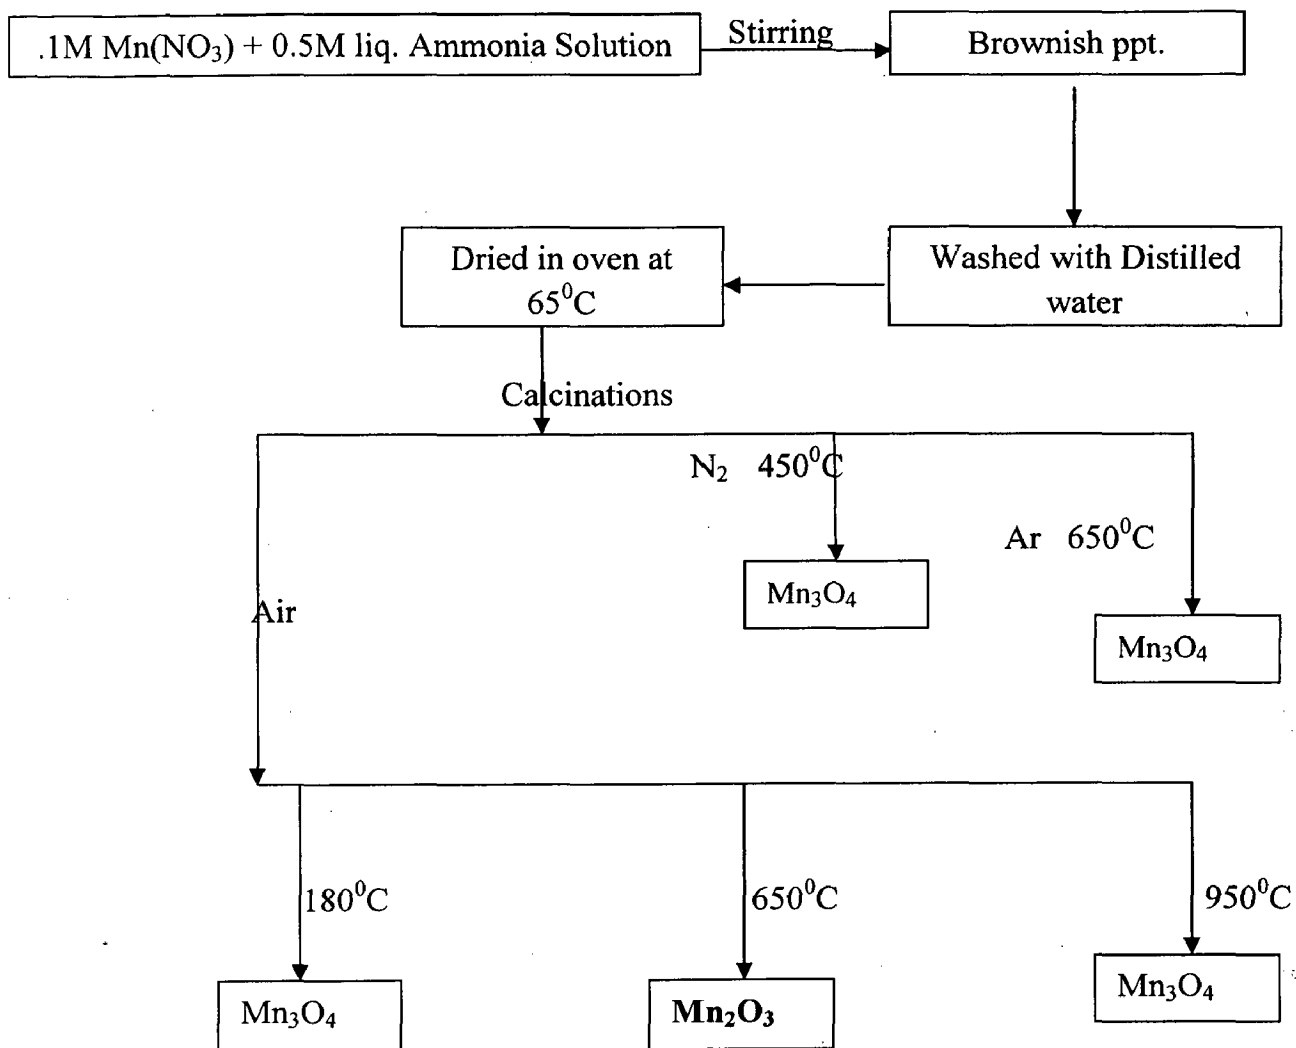 .1M Mn(NO₃) + 0.5M liq. Ammonia Solution
Stirring
Brownish ppt.
Washed with Distilled
water
Dried in oven at
65⁰C
Calcinations
N₂ 450⁰C
Mn₃O₄
Ar 650⁰C
Mn₃O₄
Air
180⁰C
650⁰C
950⁰C
Mn₃O₄
Mn₂O₃
Mn₃O₄